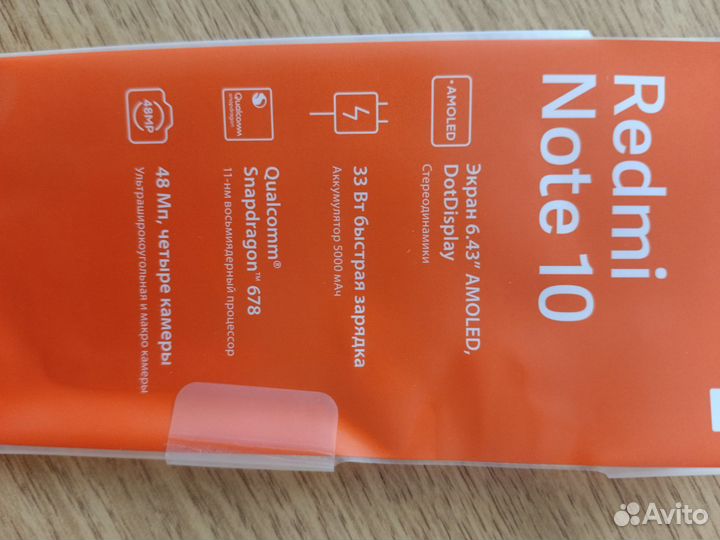 Redmi
Note 10
*AMOLED
Экран 6.43″ AMOLED,
DotDisplay
Стереодинамики
33 Вт быстрая зарядка
Аккумулятор 5000 мАч
Qualcomm
snapdragon
Qualcomm®
Snapdragon™ 678
11-нм восьмиядерный процессор
48MP
48 Мп, четыре камеры
Ультраширокоугольная и макро камеры
Avito